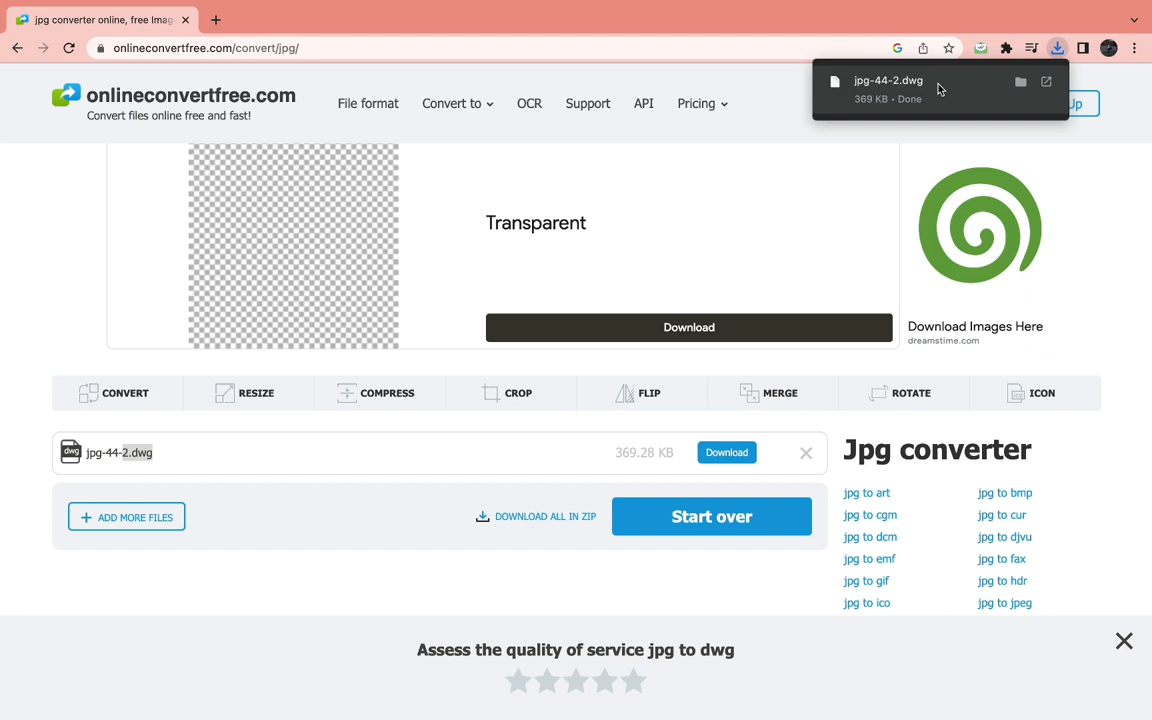 jpg converter online, free Imag
onlineconvertfree.com/convert/jpg/
jpg-44-2.dwg
369 KB • Done
onlineconvertfree.com
Convert files online free and fast!
File format
Convert to
OCR
Support
API
Pricing
Up
Transparent
Download
Download Images Here
dreamstime.com
CONVERT
RESIZE
COMPRESS
CROP
FLIP
MERGE
ROTATE
ICON
dwg
jpg-44-2.dwg
369.28 KB
Download
+ ADD MORE FILES
DOWNLOAD ALL IN ZIP
Start over
Jpg converter
jpg to art
jpg to bmp
jpg to cgm
jpg to cur
jpg to dcm
jpg to djvu
jpg to emf
jpg to fax
jpg to gif
jpg to hdr
jpg to ico
jpg to jpeg
Assess the quality of service jpg to dwg